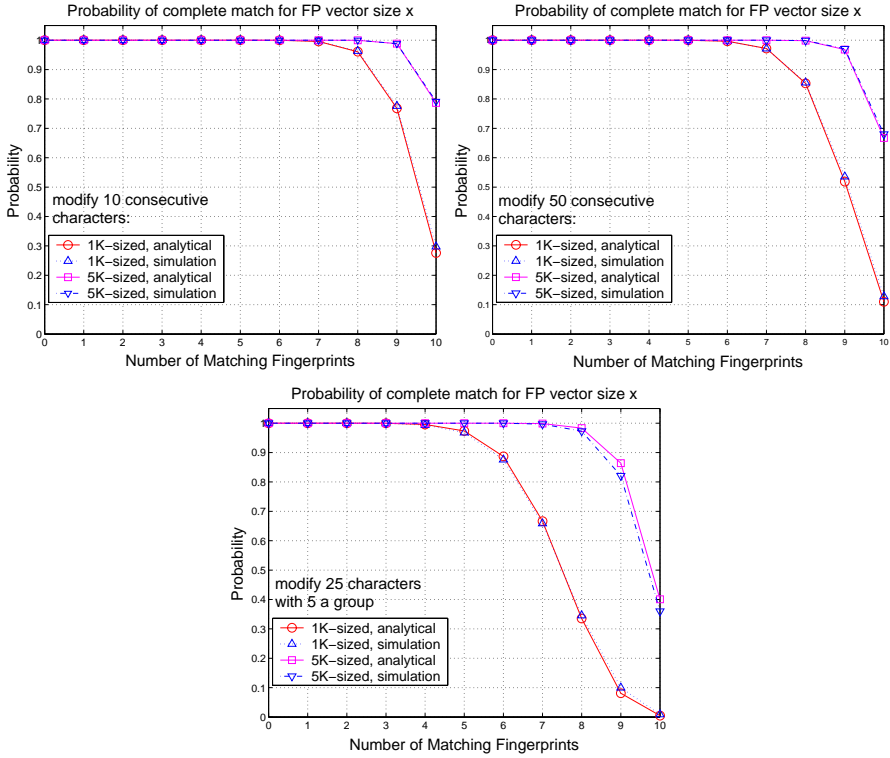 Probability of complete match for FP vector size x
1
0.9
0.8
0.7
0.6
0.5
0.4
0.3
0.2
0.1
0
Probability
modify 10 consecutive
characters:
1K-sized, analytical
1K-sized, simulation
5K-sized, analytical
5K-sized, simulation
0 1 2 3 4 5 6 7 8 9 10
Number of Matching Fingerprints
Probability of complete match for FP vector size x
1
0.9
0.8
0.7
0.6
0.5
0.4
0.3
0.2
0.1
0
Probability
modify 50 consecutive
characters:
1K-sized, analytical
1K-sized, simulation
5K-sized, analytical
5K-sized, simulation
0 1 2 3 4 5 6 7 8 9 10
Number of Matching Fingerprints
Probability of complete match for FP vector size x
1
0.9
0.8
0.7
0.6
0.5
0.4
0.3
0.2
0.1
0
Probability
modify 25 characters
with 5 a group
1K-sized, analytical
1K-sized, simulation
5K-sized, analytical
5K-sized, simulation
0 1 2 3 4 5 6 7 8 9 10
Number of Matching Fingerprints